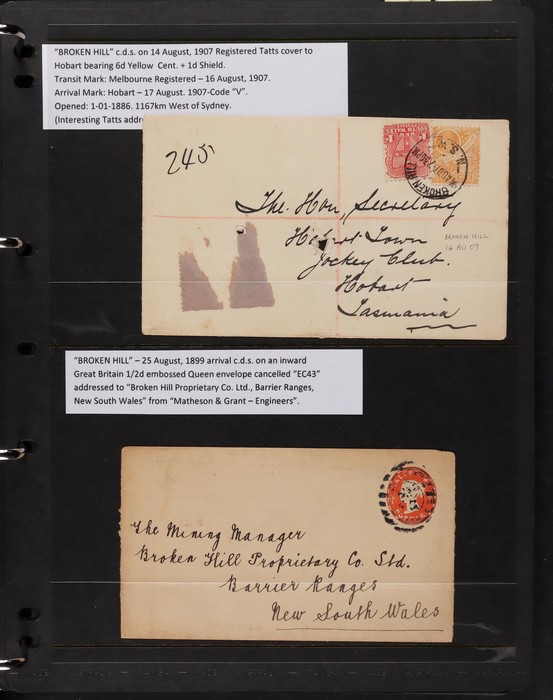 "BROKEN HILL" c.d.s. on 14 August, 1907 Registered Tatts cover to
Hobart bearing 6d Yellow Cent. + 1d Shield.
Transit Mark: Melbourne Registered – 16 August, 1907.
Arrival Mark: Hobart – 17 August. 1907-Code "V".
Opened: 1-01-1886. 1167km West of Sydney.
(Interesting Tatts addr
245
SOUTH WALES
BROKEN HILL
N.S.W
The Hon, Secretary
Hobart Town
Jockey Club.
Hobart
Tasmania
BROKEN HILL
14 AU 07
"BROKEN HILL" – 25 August, 1899 arrival c.d.s. on an inward
Great Britain 1/2d embossed Queen envelope cancelled "EC43"
addressed to "Broken Hill Proprietary Co. Ltd., Barrier Ranges,
New South Wales" from "Matheson & Grant – Engineers".
The Mining Manager
Broken Hill Proprietary Co. Ltd.
Barrier Ranges
New South Wales